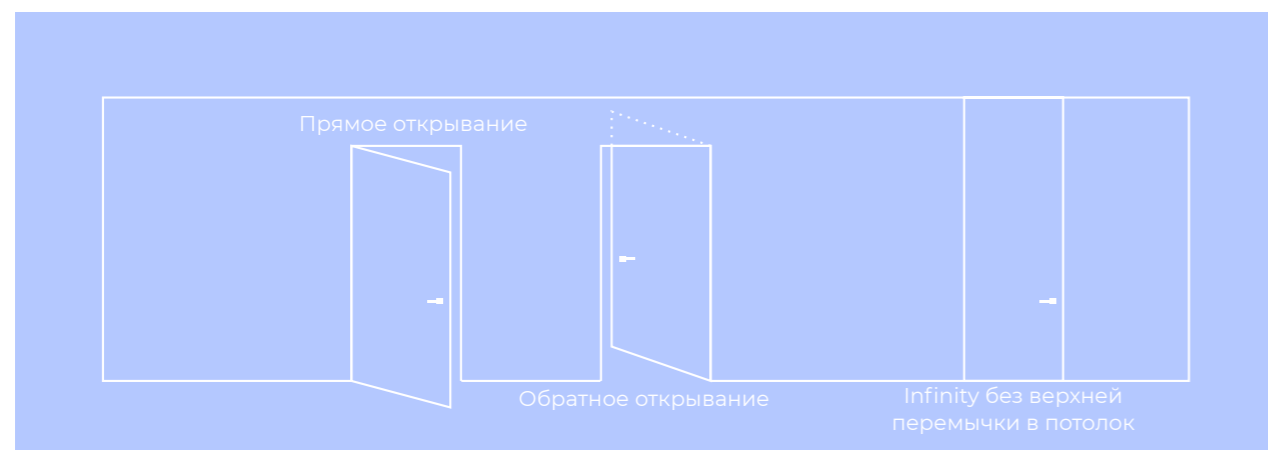 Прямое открывание
Обратное открывание
Infinity без верхней
перемычки в потолок